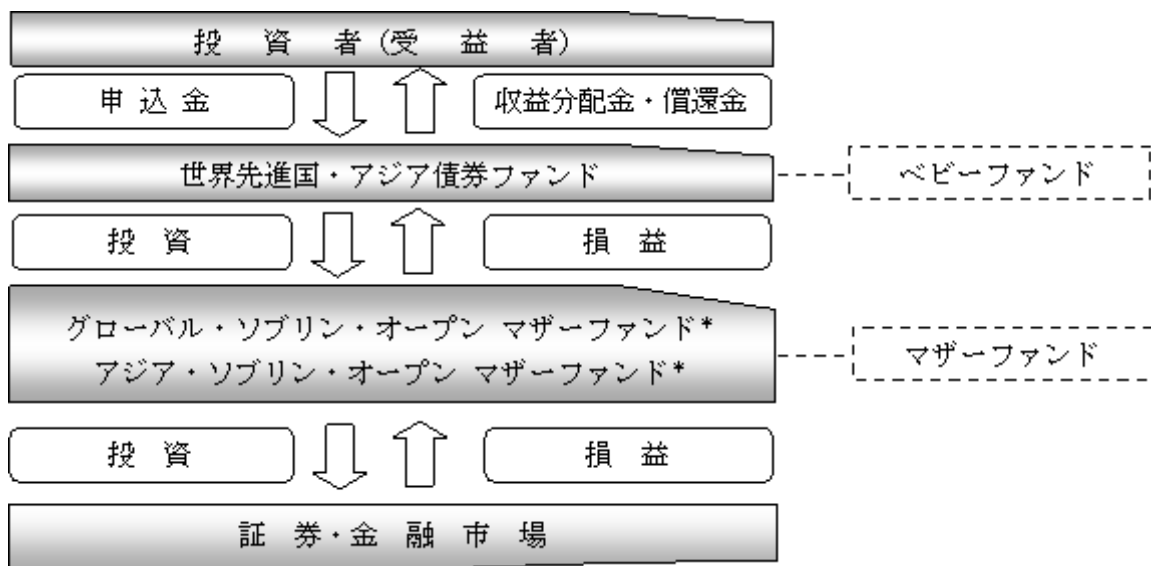 投資者(受益者)
申込金
収益分配金・償還金
世界先進国・アジア債券ファンド
ベビーファンド
投資
損益
グローバル・ソブリン・オープン マザーファンド*
アジア・ソブリン・オープン マザーファンド*
マザーファンド
投資
損益
証券・金融市場